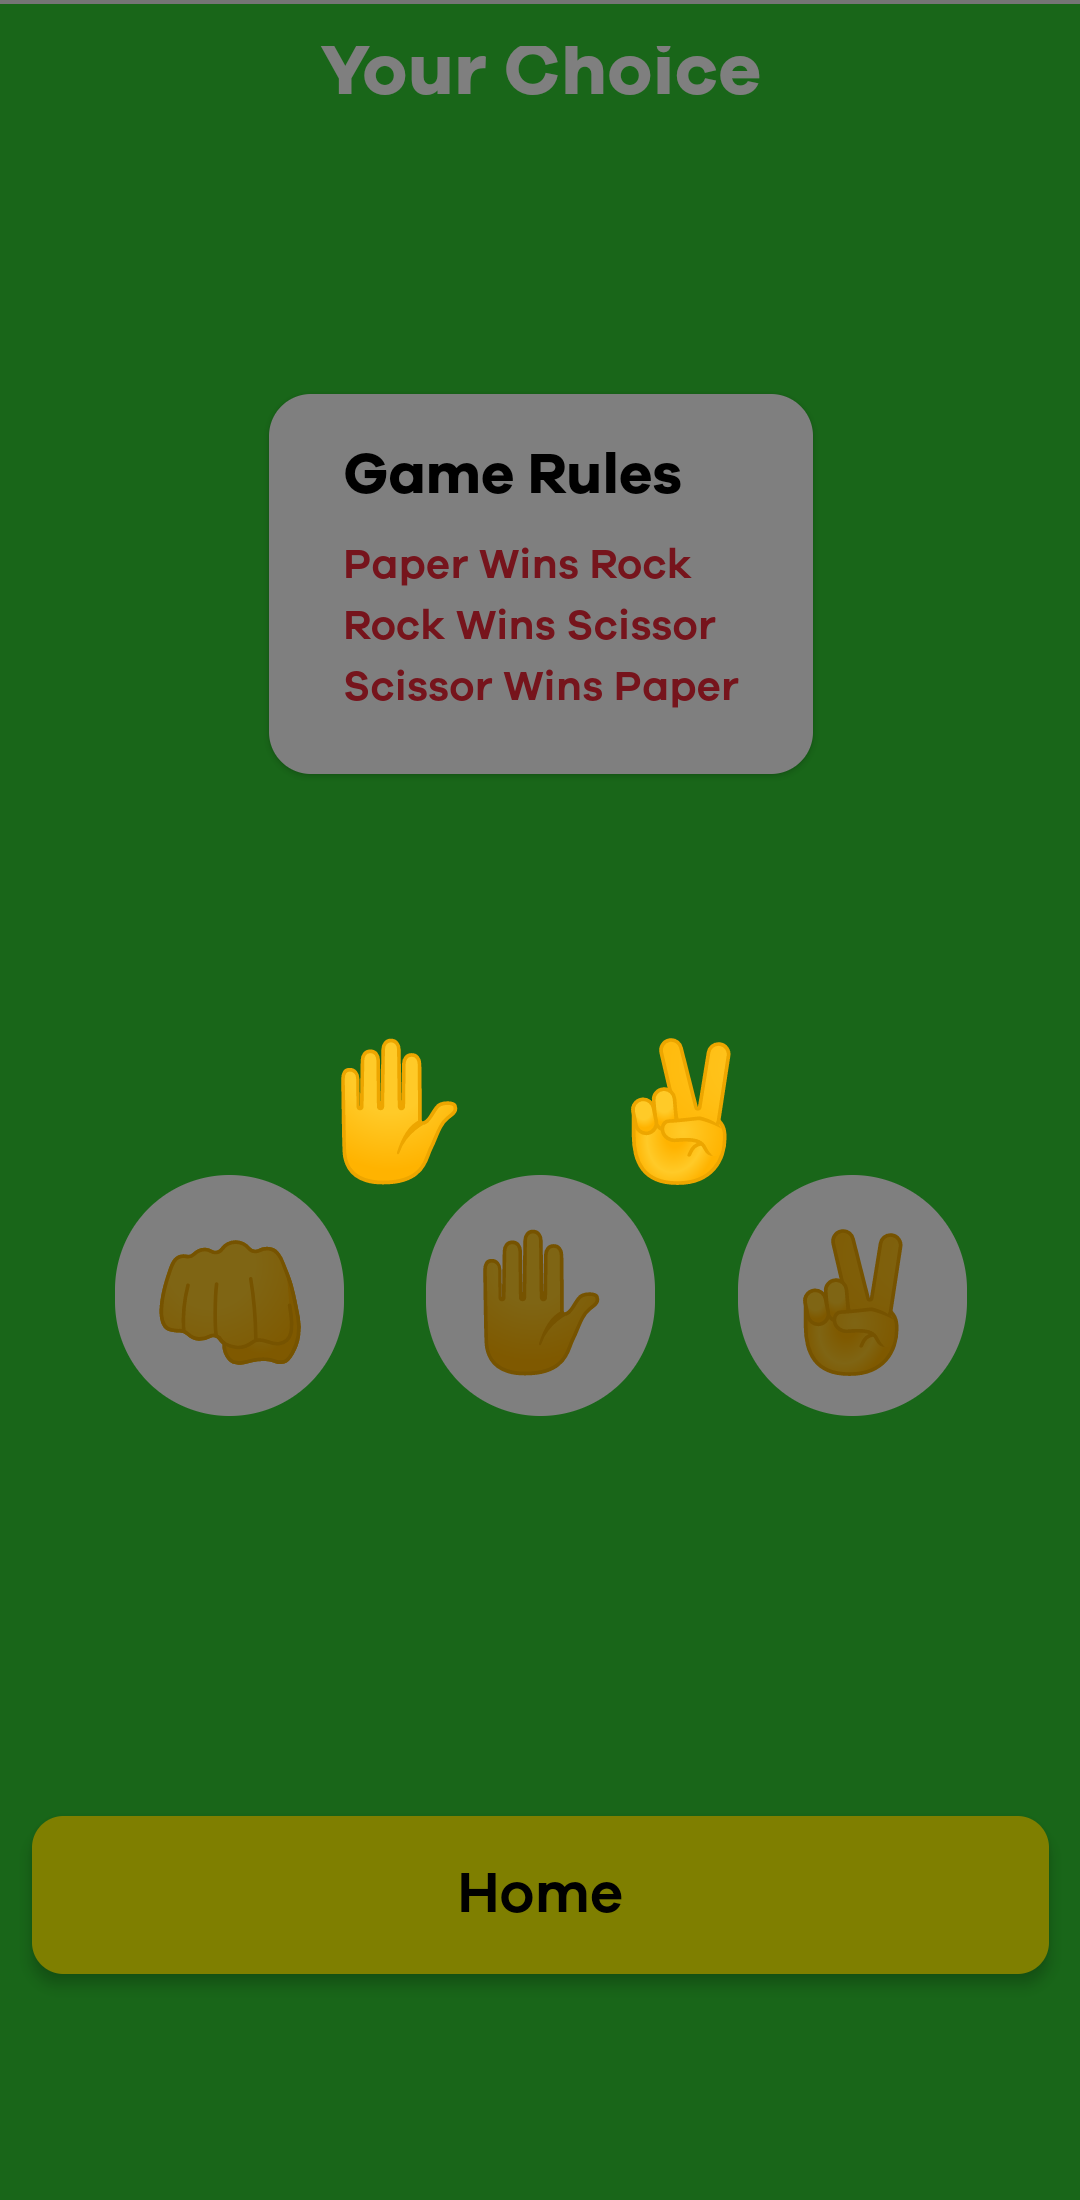 Your Choice
Game Rules
Paper Wins Rock
Rock Wins Scissor
Scissor Wins Paper
Home